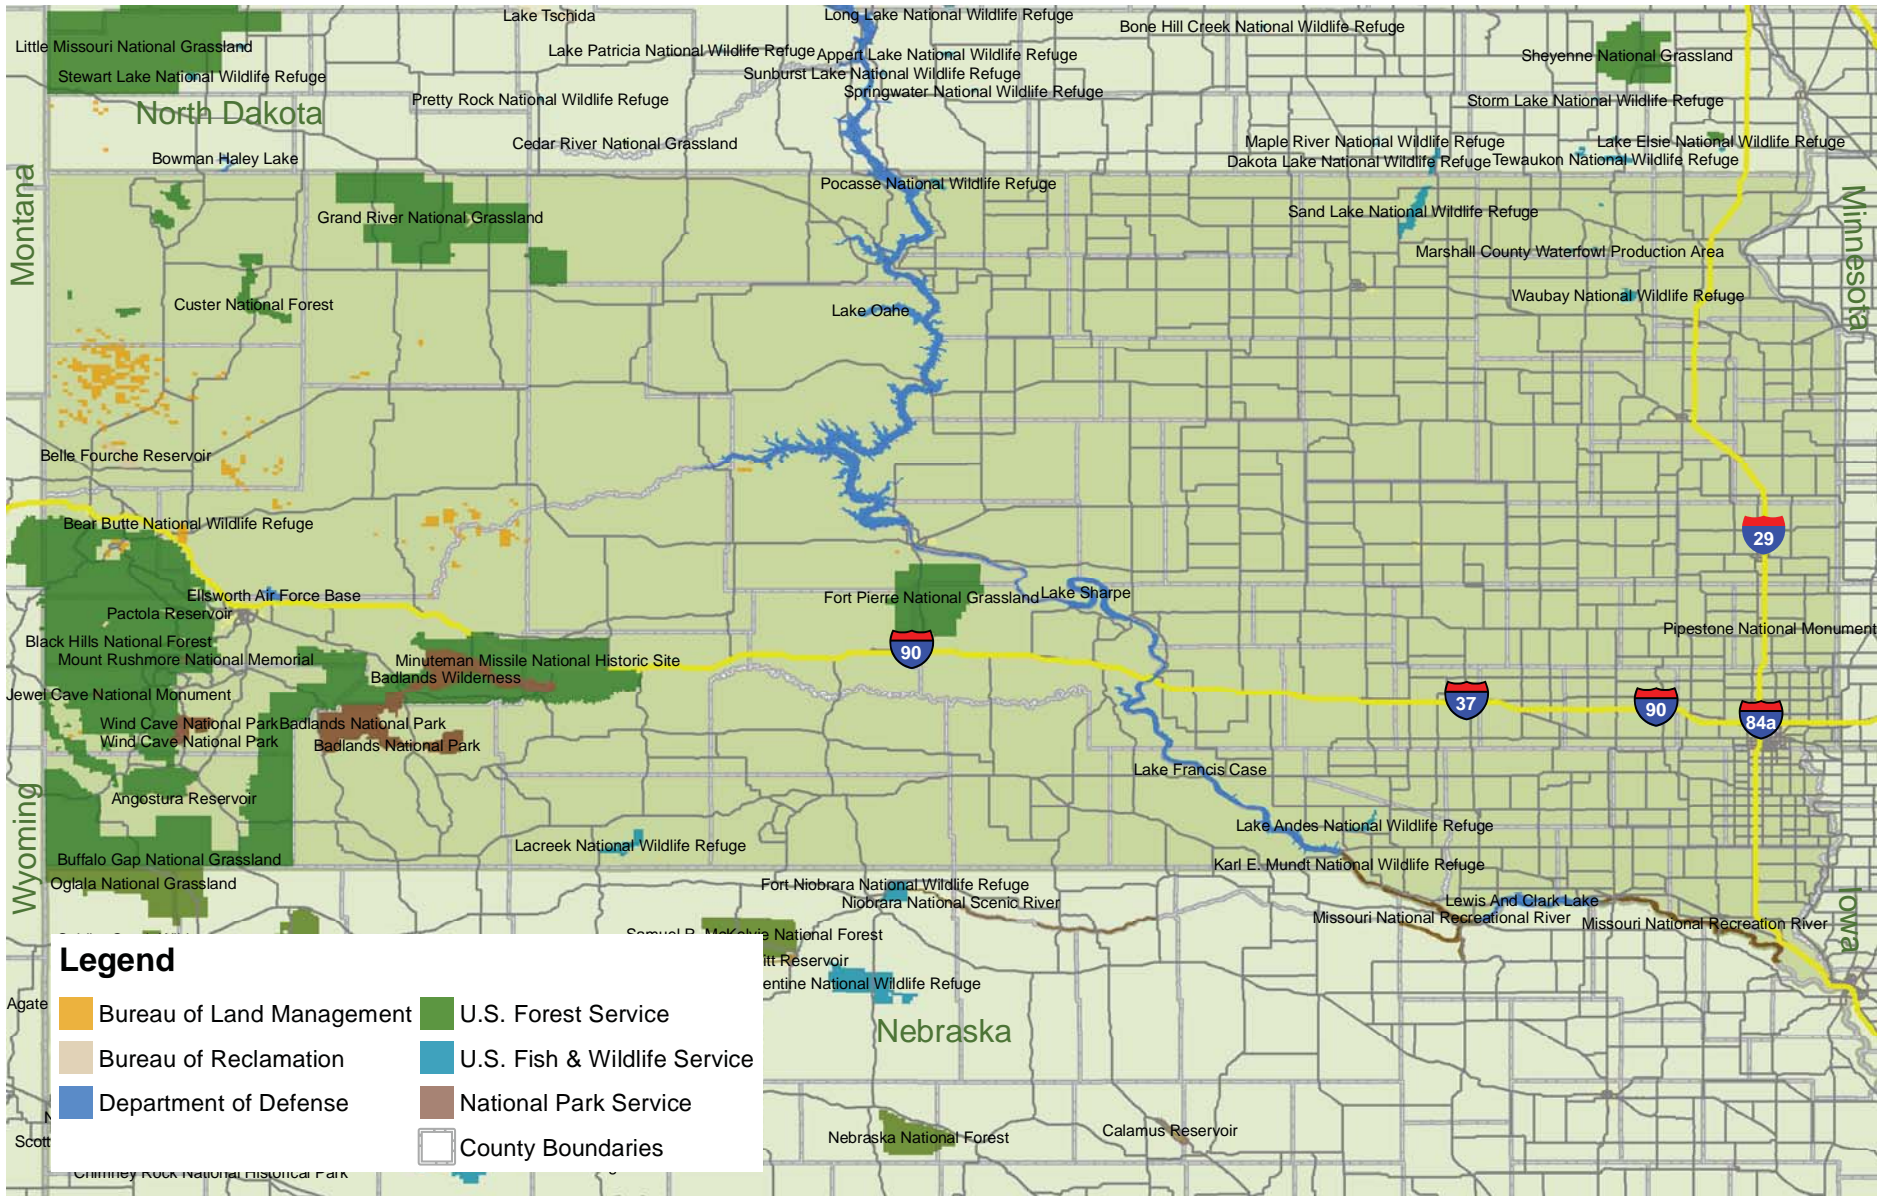 Lake Tschida
Long Lake National Wildlife Refuge
Bone Hill Creek National Wildlife Refuge
Little Missouri National Grassland
Lake Patricia National Wildlife Refuge
Appert Lake National Wildlife Refuge
Sheyenne National Grassland
Stewart Lake National Wildlife Refuge
Sunburst Lake National Wildlife Refuge
Springwater National Wildlife Refuge
Pretty Rock National Wildlife Refuge
Storm Lake National Wildlife Refuge
North Dakota
Cedar River National Grassland
Maple River National Wildlife Refuge
Lake Elsie National Wildlife Refuge
Bowman Haley Lake
Dakota Lake National Wildlife Refuge
Tewaukon National Wildlife Refuge
Montana
Pocasse National Wildlife Refuge
Minnesota
Grand River National Grassland
Sand Lake National Wildlife Refuge
Marshall County Waterfowl Production Area
Custer National Forest
Lake Oahe
Waubay National Wildlife Refuge
Belle Fourche Reservoir
Bear Butte National Wildlife Refuge
29
Ellsworth Air Force Base
Fort Pierre National Grassland
Lake Sharpe
Pactola Reservoir
Black Hills National Forest
Pipestone National Monument
90
Mount Rushmore National Memorial
Minuteman Missile National Historic Site
Badlands Wilderness
Jewel Cave National Monument
37
90
84a
Wind Cave National Park
Badlands National Park
Wind Cave National Park
Badlands National Park
Lake Francis Case
Wyoming
Angostura Reservoir
Lake Andes National Wildlife Refuge
Lacreek National Wildlife Refuge
Buffalo Gap National Grassland
Karl E. Mundt National Wildlife Refuge
Oglala National Grassland
Fort Niobrara National Wildlife Refuge
Niobrara National Scenic River
Lewis And Clark Lake
Iowa
Missouri National Recreational River
Missouri National Recreation River
Samuel R. McKelvie National Forest
itt Reservoir
entine National Wildlife Refuge
Agate
Nebraska
Legend
Bureau of Land Management
U.S. Forest Service
Bureau of Reclamation
U.S. Fish & Wildlife Service
Department of Defense
National Park Service
County Boundaries
Scott
Nebraska National Forest
Calamus Reservoir
Chimney Rock National Historical Park